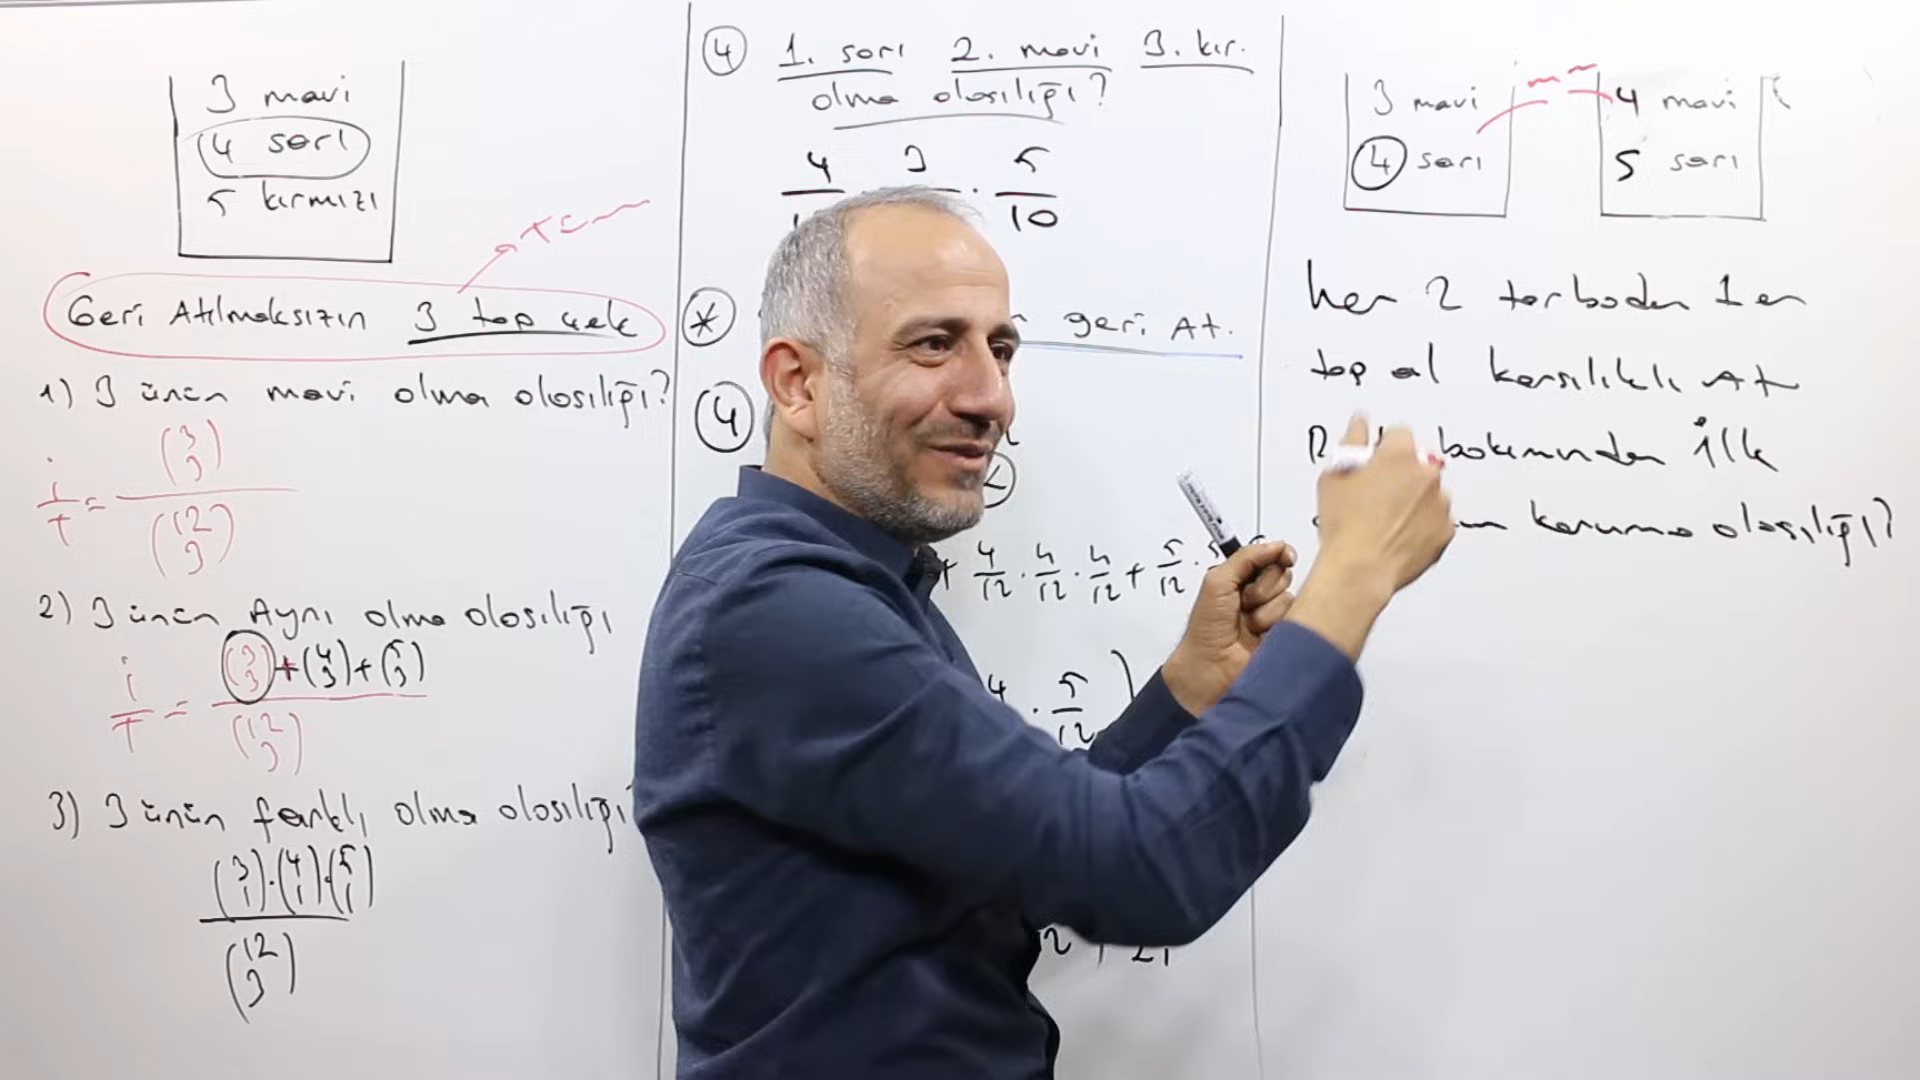 3 mavi
4 sarı
5 kırmızı
T =
Geri Atılmaksızın 3 top çek
1) 3 ünün mavi olma olasılığı?
i/T = (3 3) / (12 3)
2) 3 ünün Aynı olma olasılığı
i/T = (3 3) + (4 3) + (5 3) / (12 3)
3) 3 ünün farklı olma olasılığı
(3 1) . (4 1) . (5 1) / (12 3)
4 1. sarı 2. mavi 3. kır.
olma olasılığı?
4 3 . 5/10
* geri At.
4
+ 4/12 . 4/12 . 4/12 + 5/12 .
4 . 5/12 )
3 mavi
4 sarı
4 mavi
5 sarı
her 2 torbadan 1 er
top al karşılıklı At
bakımından ilk
koruma olasılığı?